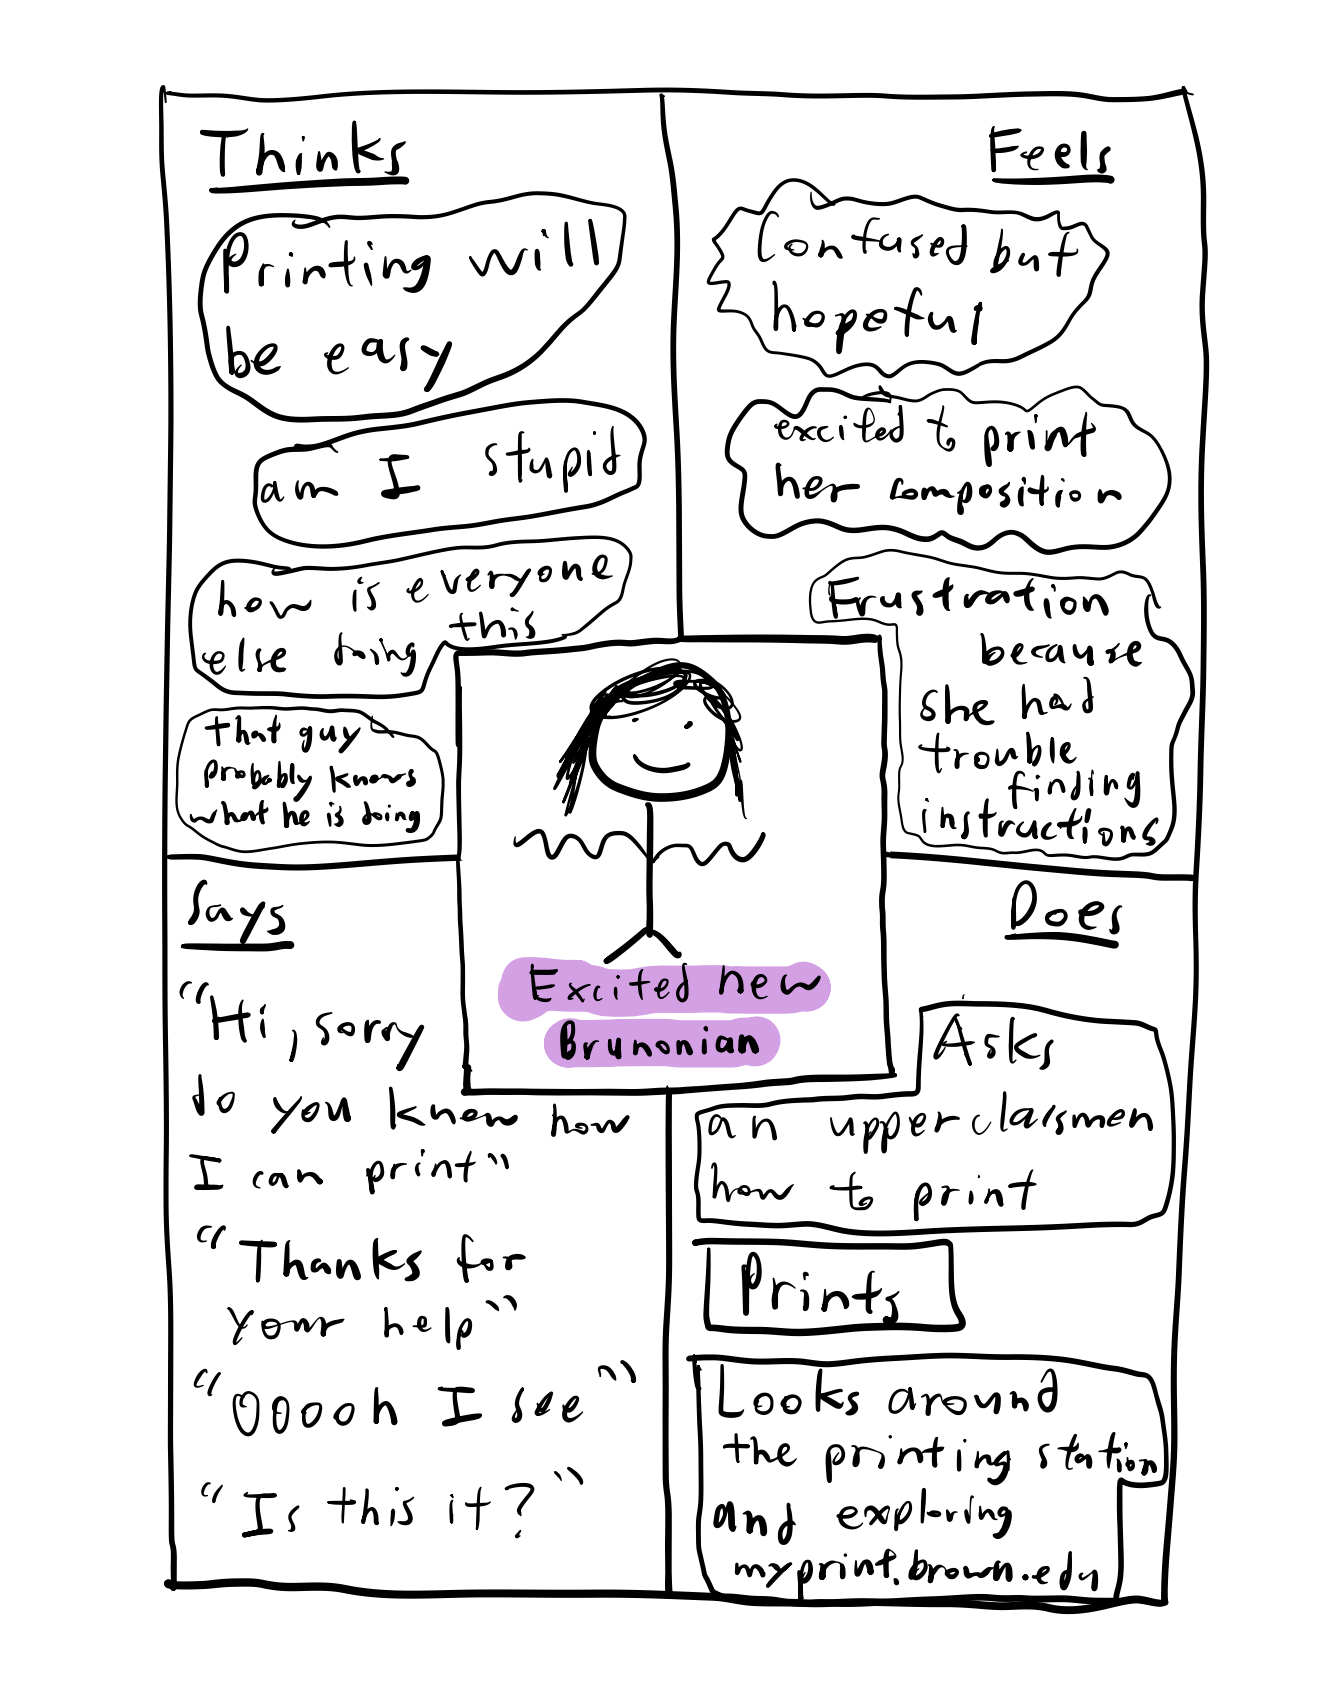 Thinks
Printing will
be easy
am I stupid
how is everyone
else doing this
that guy
probably knows
what he is doing
Feels
Confused but
hopeful
excited to print
her composition
Frustration
because
she had
trouble
finding
instructions
Excited new
Brunonian
Says
"Hi, sorry
do you know how
I can print"
"Thanks for
your help"
"Ooooh I see"
"Is this it?"
Does
Asks
an upperclassmen
how to print
Prints
Looks around
the printing station
and exploring
myprint.brown.edu